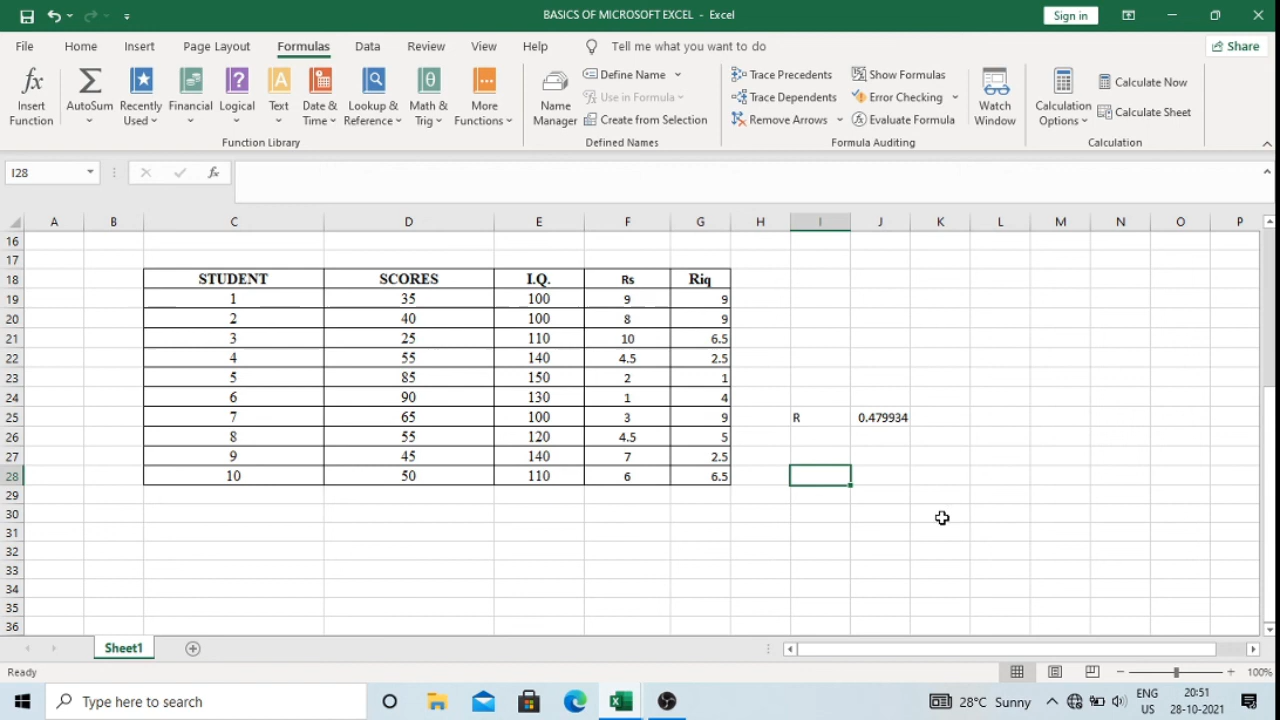 BASICS OF MICROSOFT EXCEL - Excel
Sign in
File Home Insert Page Layout Formulas Data Review View Help Tell me what you want to do Share
Insert Function
AutoSum
Recently Used
Financial
Logical
Text
Date & Time
Lookup & Reference
Math & Trig
More Functions
Function Library
Name Manager
Define Name
Use in Formula
Create from Selection
Defined Names
Trace Precedents
Trace Dependents
Remove Arrows
Show Formulas
Error Checking
Evaluate Formula
Formula Auditing
Watch Window
Calculation Options
Calculate Now
Calculate Sheet
Calculation
I28 fx
A B C D E F G H I J K L M N O P
16
17
18 STUDENT SCORES I.Q. Rs Riq
19 1 35 100 9 9
20 2 40 100 8 9
21 3 25 110 10 6.5
22 4 55 140 4.5 2.5
23 5 85 150 2 1
24 6 90 130 1 4
25 7 65 100 3 9 R 0.479934
26 8 55 120 4.5 5
27 9 45 140 7 2.5
28 10 50 110 6 6.5
29
30
31
32
33
34
35
36
Sheet1
Ready 100%
Type here to search
28°C Sunny
ENG
US
20:51
28-10-2021